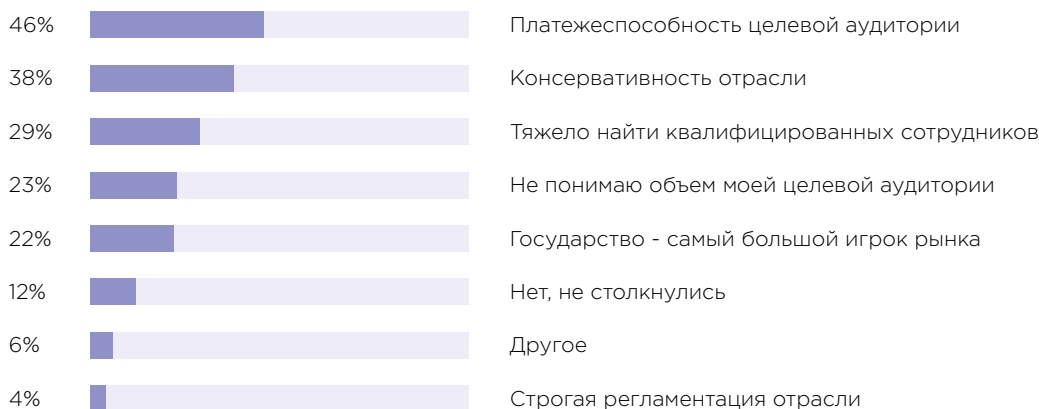 46% Платежеспособность целевой аудитории
38% Консервативность отрасли
29% Тяжело найти квалифицированных сотрудников
23% Не понимаю объем моей целевой аудитории
22% Государство - самый большой игрок рынка
12% Нет, не столкнулись
6% Другое
4% Строгая регламентация отрасли